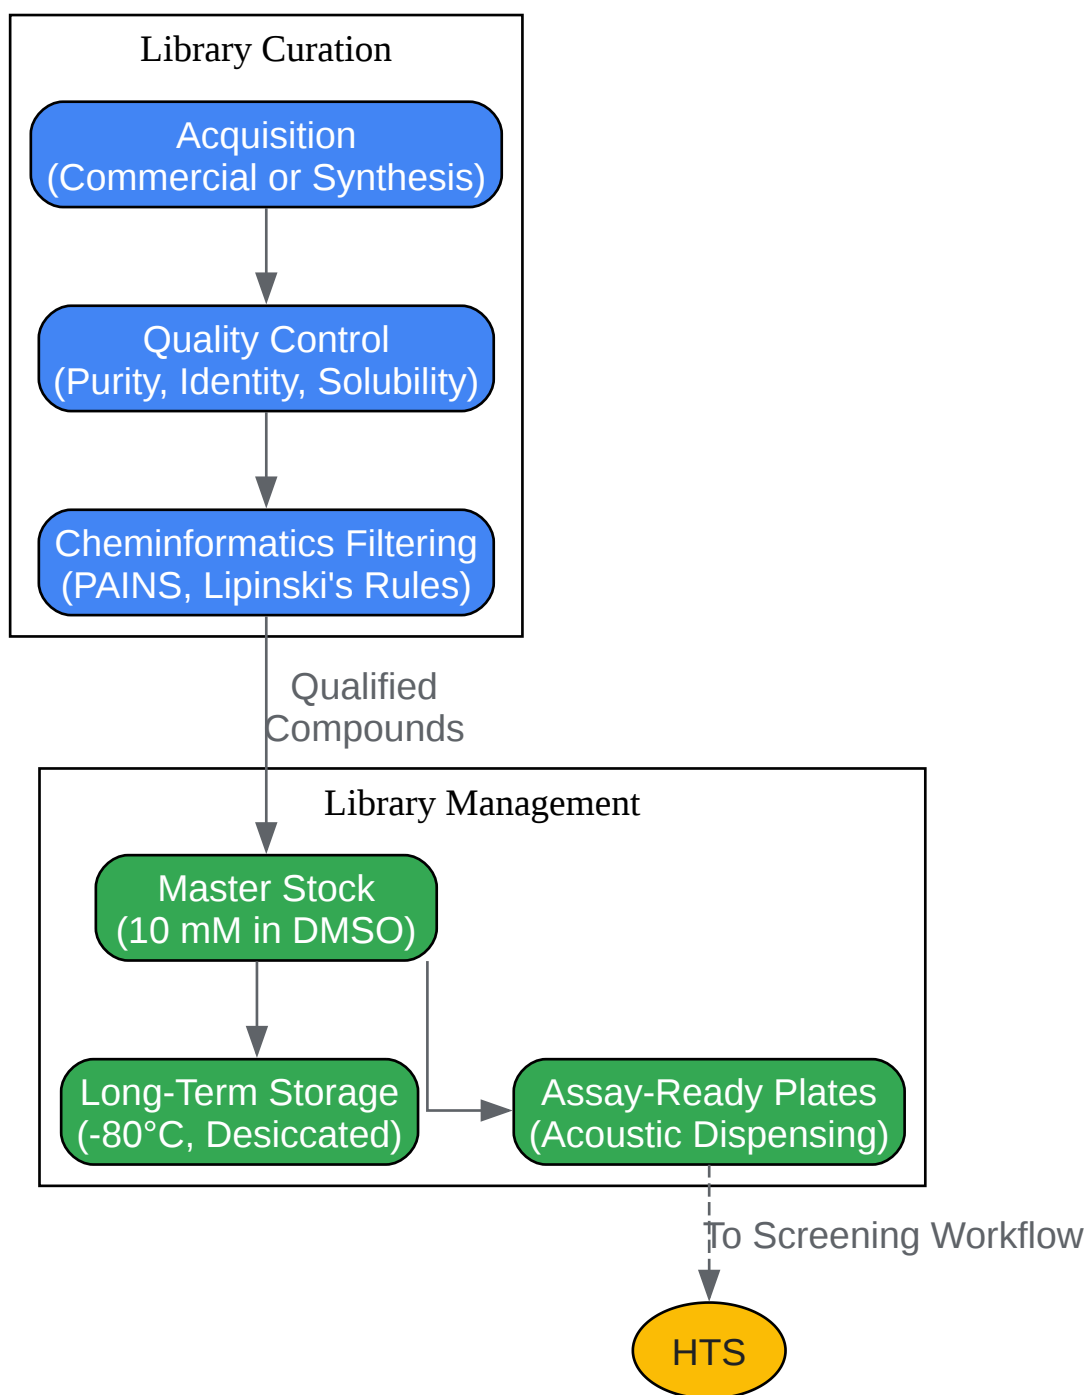 Library Curation
Acquisition
(Commercial or Synthesis)
Quality Control
(Purity, Identity, Solubility)
Cheminformatics Filtering
(PAINS, Lipinski's Rules)
Qualified
Compounds
Library Management
Master Stock
(10 mM in DMSO)
Long-Term Storage
(-80°C, Desiccated)
Assay-Ready Plates
(Acoustic Dispensing)
To Screening Workflow
HTS